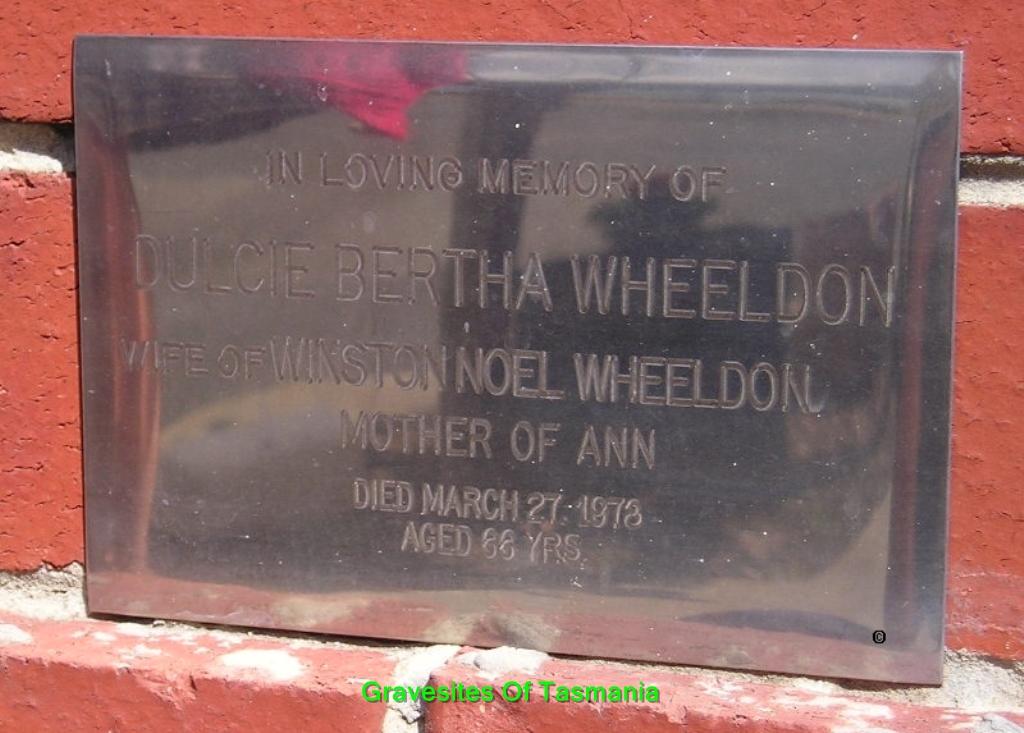 IN LOVING MEMORY OF
DULCIE BERTHA WHEELDON
WIFE OF WINSTON NOEL WHEELDON.
MOTHER OF ANN
DIED MARCH 27. 1978
AGED 66 YRS.
©
Gravesites Of Tasmania